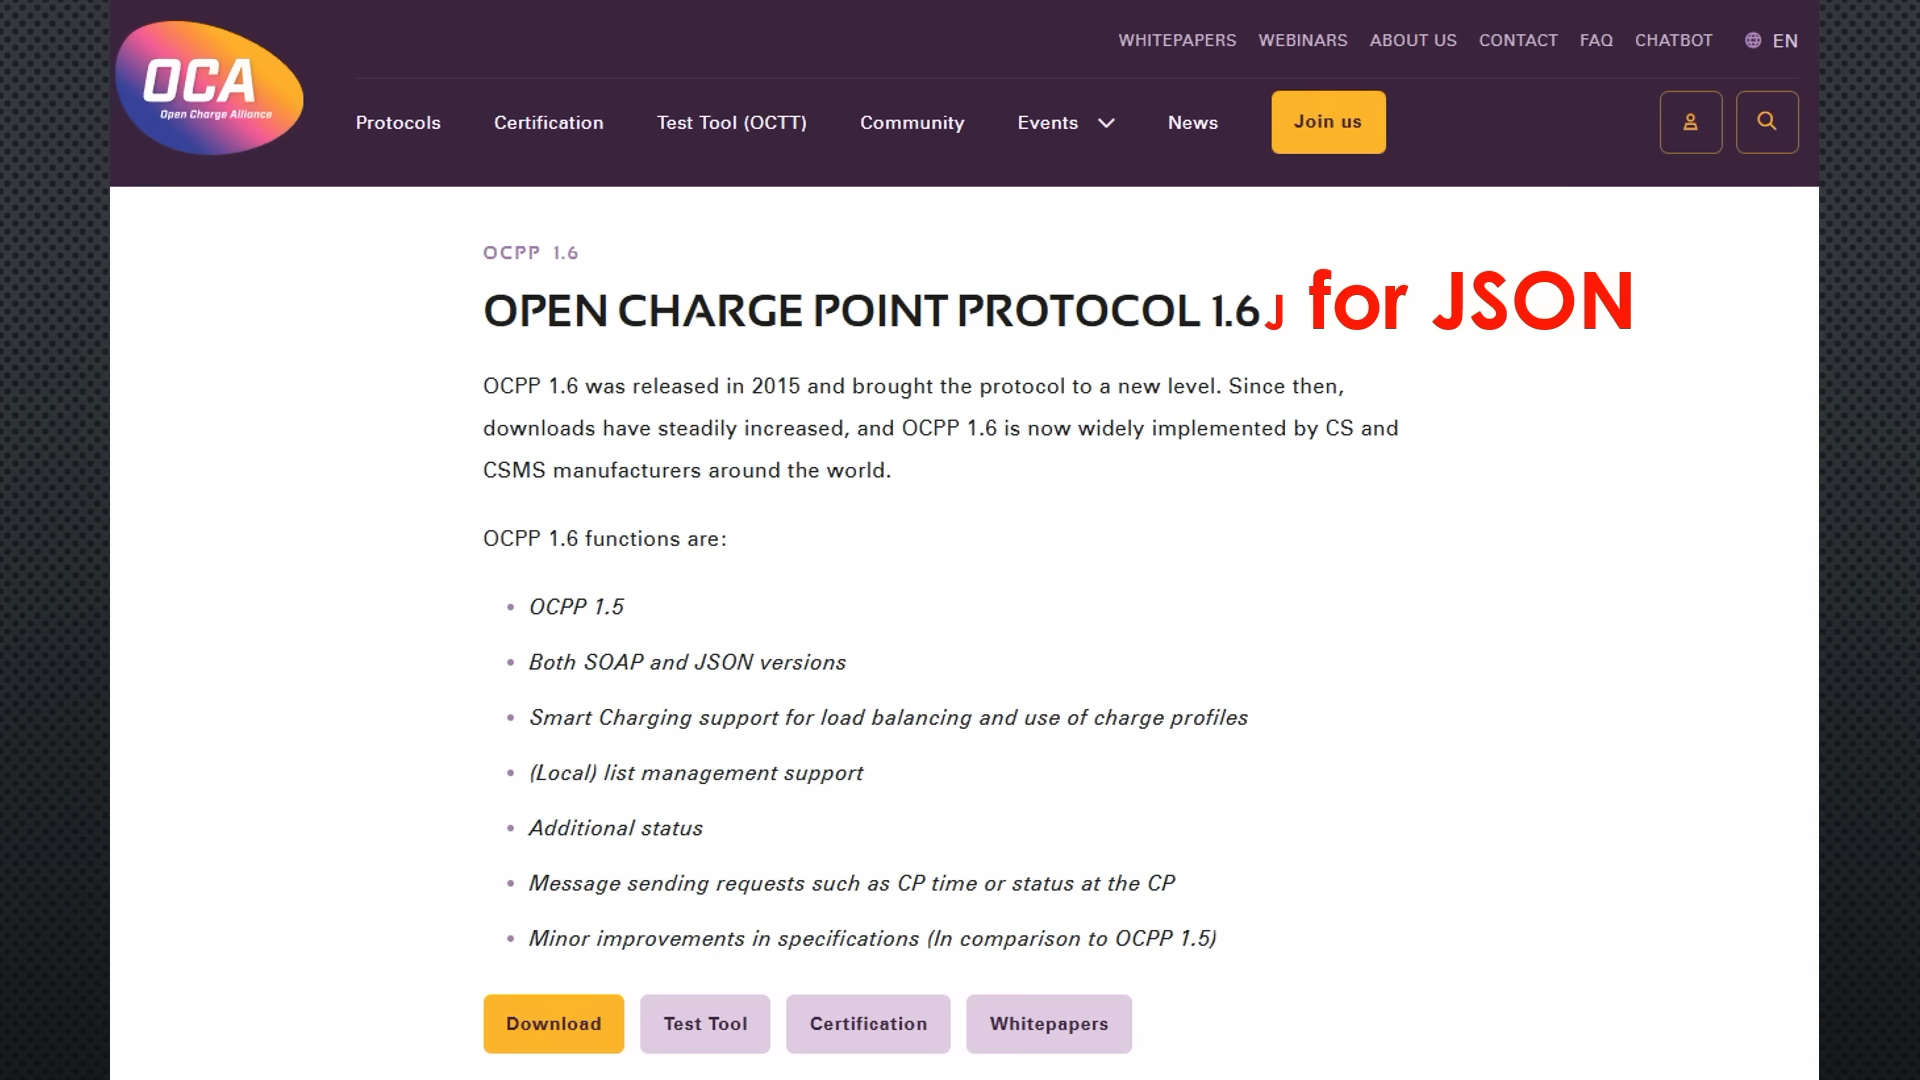 OCA
Open Charge Alliance
WHITEPAPERS WEBINARS ABOUT US CONTACT FAQ CHATBOT EN
Protocols Certification Test Tool (OCTT) Community Events News Join us
OCPP 1.6
OPEN CHARGE POINT PROTOCOL 1.6J for JSON
OCPP 1.6 was released in 2015 and brought the protocol to a new level. Since then,
downloads have steadily increased, and OCPP 1.6 is now widely implemented by CS and
CSMS manufacturers around the world.
OCPP 1.6 functions are:
• OCPP 1.5
• Both SOAP and JSON versions
• Smart Charging support for load balancing and use of charge profiles
• (Local) list management support
• Additional status
• Message sending requests such as CP time or status at the CP
• Minor improvements in specifications (In comparison to OCPP 1.5)
Download Test Tool Certification Whitepapers